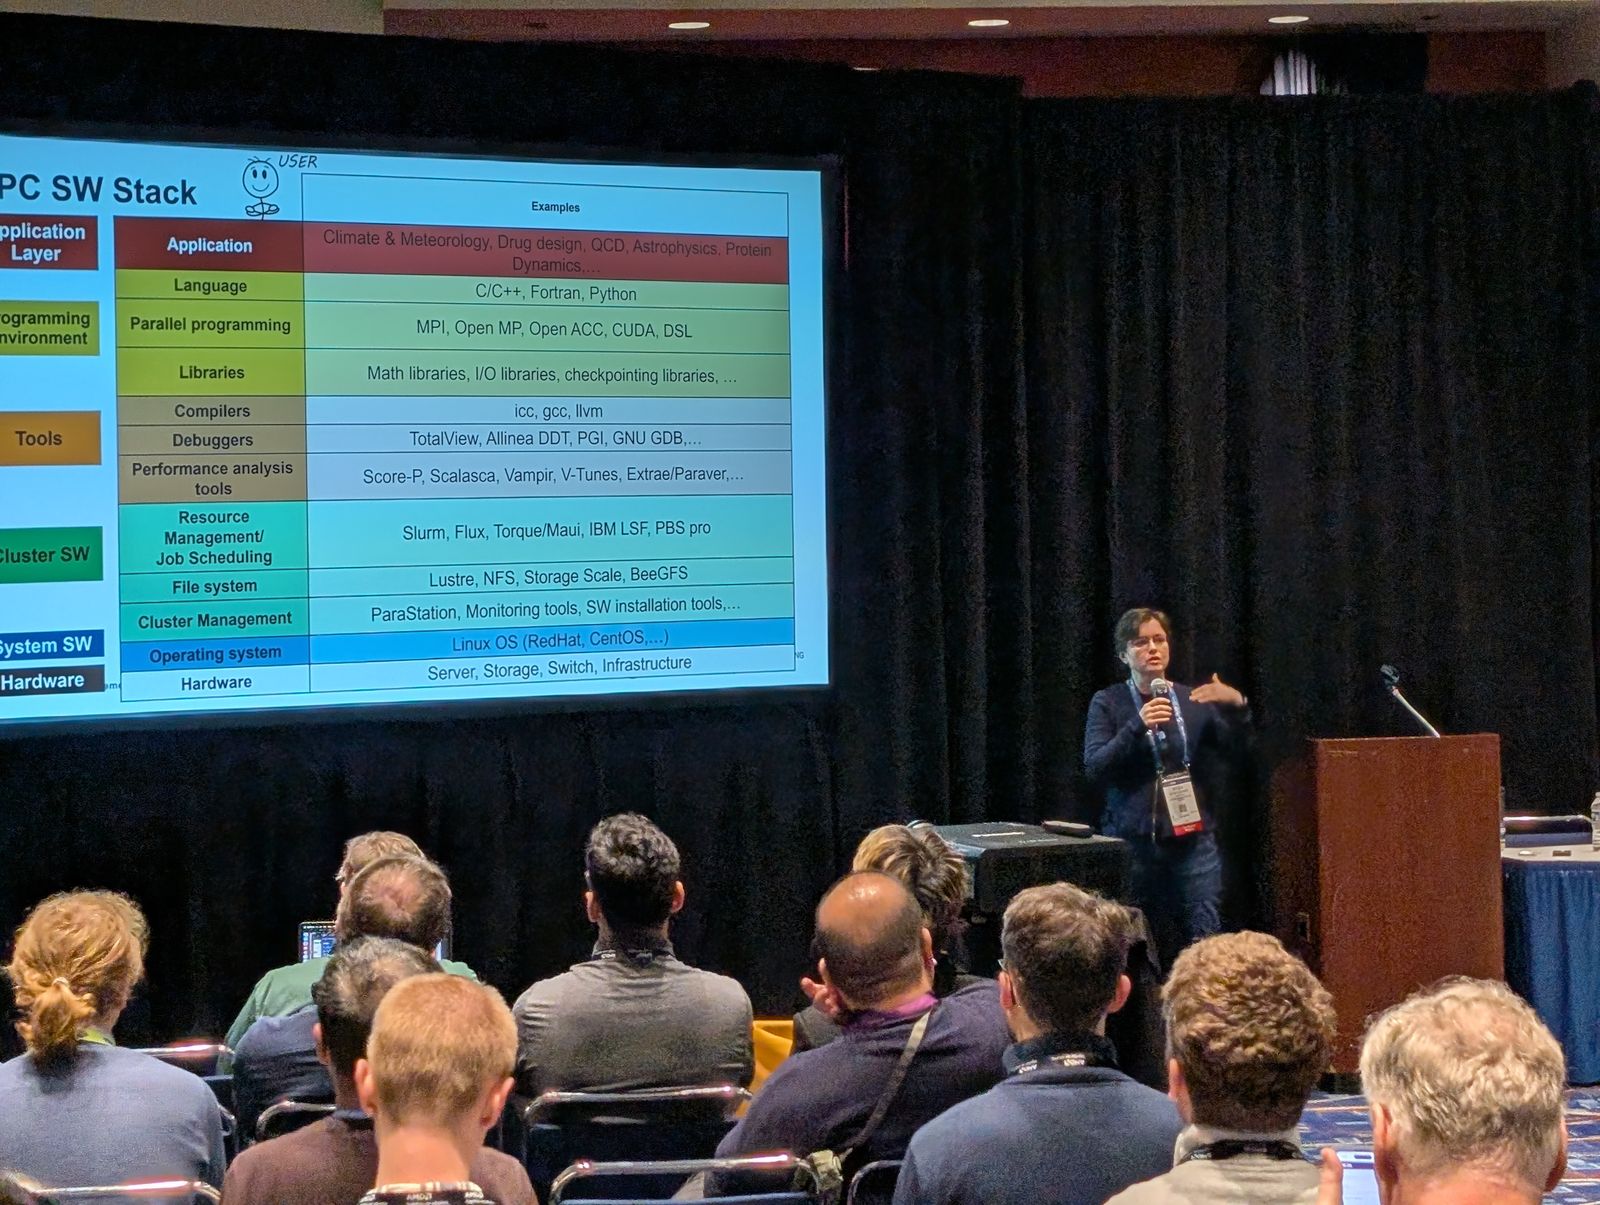 USER
PC SW Stack
Examples
pplication
Layer
Application
Climate & Meteorology, Drug design, QCD, Astrophysics, Protein
Dynamics,...
Language
C/C++, Fortran, Python
ogramming
nvironment
Parallel programming
MPI, Open MP, Open ACC, CUDA, DSL
Libraries
Math libraries, I/O libraries, checkpointing libraries, ...
Tools
Compilers
icc, gcc, llvm
Debuggers
TotalView, Allinea DDT, PGI, GNU GDB,...
Performance analysis
tools
Score-P, Scalasca, Vampir, V-Tunes, Extrae/Paraver,...
Cluster SW
Resource
Management/
Job Scheduling
Slurm, Flux, Torque/Maui, IBM LSF, PBS pro
File system
Lustre, NFS, Storage Scale, BeeGFS
Cluster Management
ParaStation, Monitoring tools, SW installation tools,...
System SW
Operating system
Linux OS (RedHat, CentOS,...)
Hardware
Hardware
Server, Storage, Switch, Infrastructure
NG